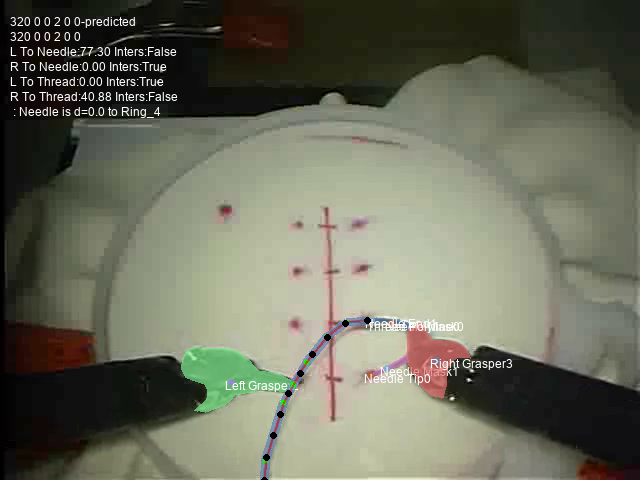 320 0 0 2 0 0-predicted
320 0 0 2 0 0
L To Needle:77.30 Inters:False
R To Needle:0.00 Inters:True
L To Thread:0.00 Inters:True
R To Thread:40.88 Inters:False
: Needle is d=0.0 to Ring_4
Right Grasper3
Needle Mask1
Needle Tip0
Left Graspe